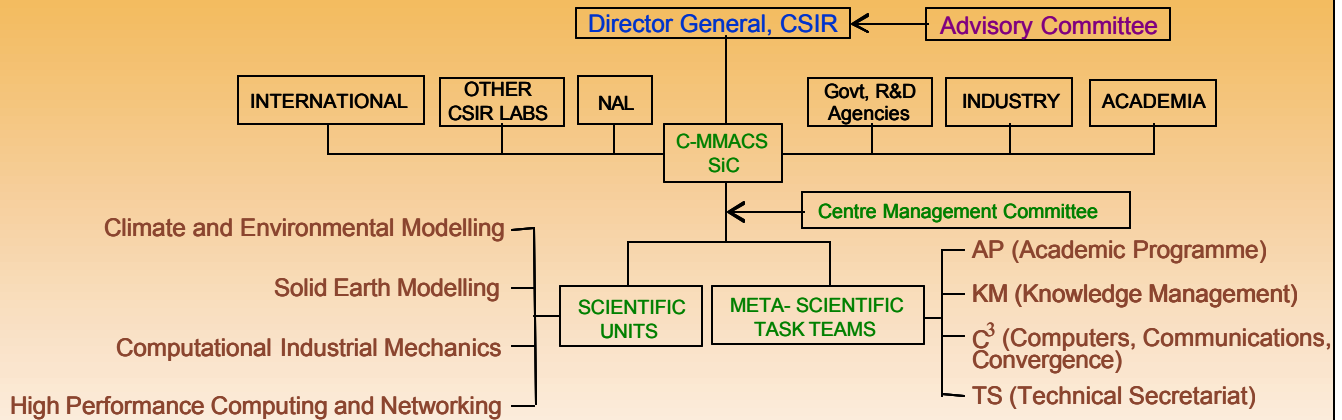 Director General, CSIR
Advisory Committee
INTERNATIONAL
OTHER
CSIR LABS
NAL
Govt, R&D
Agencies
INDUSTRY
ACADEMIA
C-MMACS
SiC
Centre Management Committee
Climate and Environmental Modelling
Solid Earth Modelling
Computational Industrial Mechanics
High Performance Computing and Networking
SCIENTIFIC
UNITS
META- SCIENTIFIC
TASK TEAMS
AP (Academic Programme)
KM (Knowledge Management)
C³ (Computers, Communications,
Convergence)
TS (Technical Secretariat)